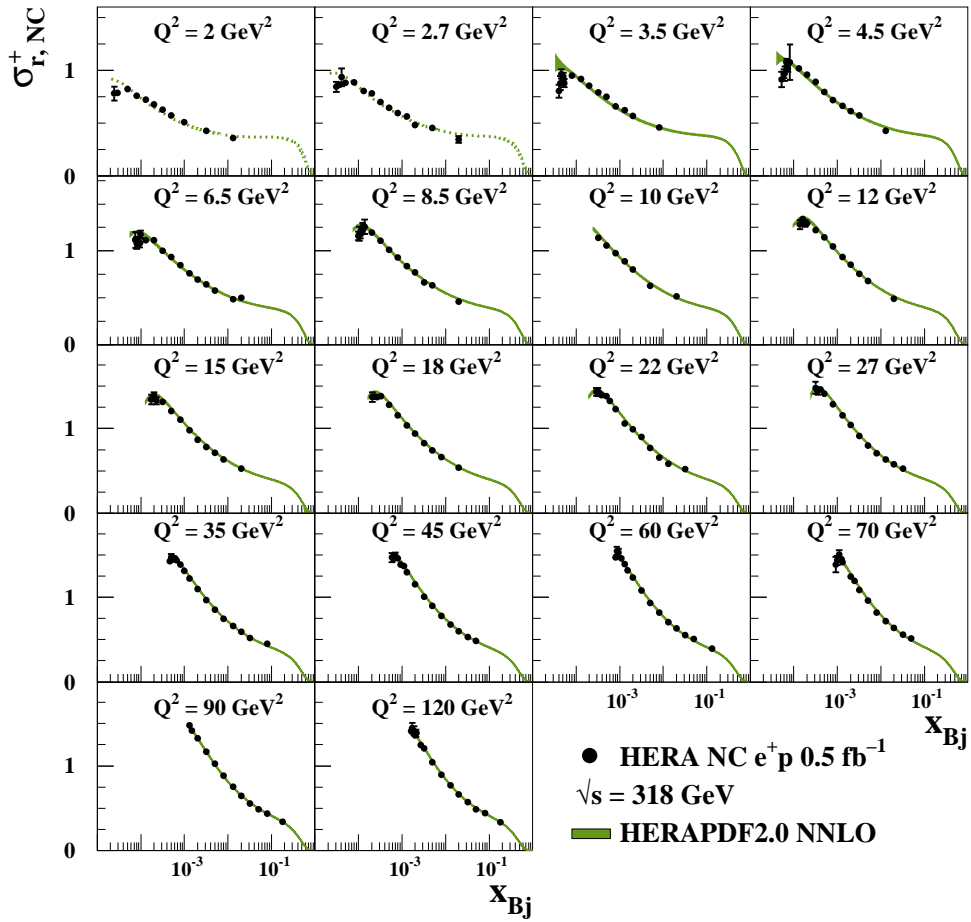 σ⁺r, NC
Q² = 2 GeV² Q² = 2.7 GeV² Q² = 3.5 GeV² Q² = 4.5 GeV²
1
0
Q² = 6.5 GeV² Q² = 8.5 GeV² Q² = 10 GeV² Q² = 12 GeV²
1
0
Q² = 15 GeV² Q² = 18 GeV² Q² = 22 GeV² Q² = 27 GeV²
1
0
Q² = 35 GeV² Q² = 45 GeV² Q² = 60 GeV² Q² = 70 GeV²
1
0
10⁻³ 10⁻¹ 10⁻³ 10⁻¹
Q² = 90 GeV² Q² = 120 GeV² xBj
1
HERA NC e⁺p 0.5 fb⁻¹
√s = 318 GeV
HERAPDF2.0 NNLO
0
10⁻³ 10⁻¹ 10⁻³ 10⁻¹
xBj